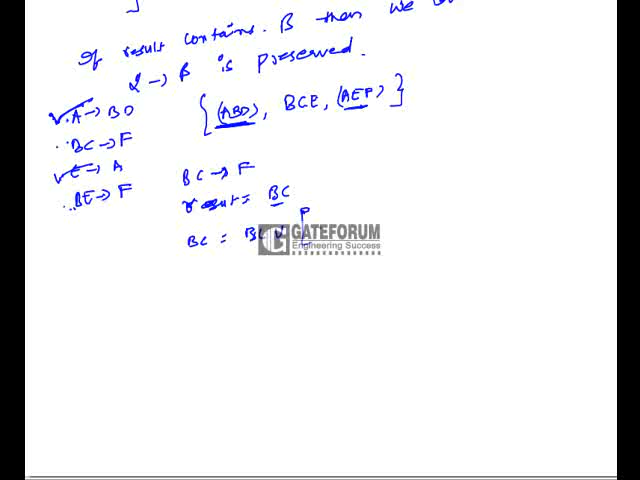 If result contains β then we
α → β is preserved.
A → BD
{ (ABD), BCE, (AEF) }
BC → F
E → A
BE → F
BC → F
result = BC
BC = BC ∪ [
GATEFORUM
Engineering Success